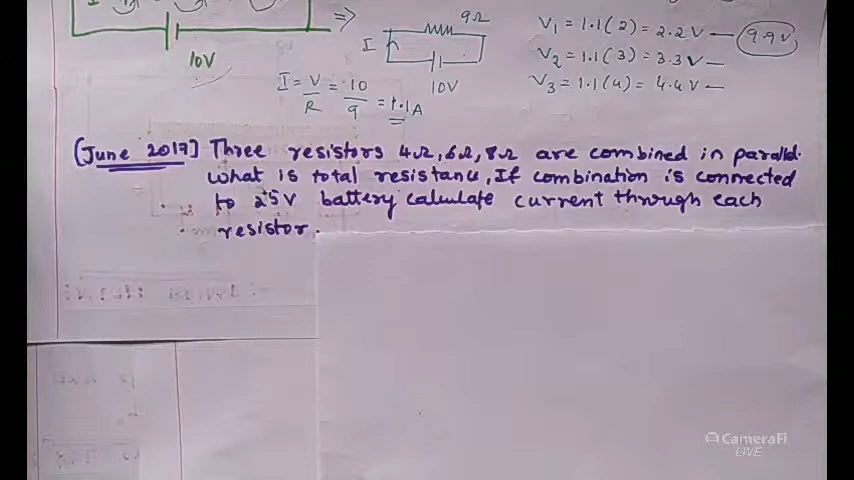 I
10V
=>
9Ω
I
10V
I = V/R = 10/9 = 1.1A
V1 = 1.1(2) = 2.2V —
V2 = 1.1(3) = 3.3V —
V3 = 1.1(4) = 4.4V —
9.9V
[June 2017] Three resistors 4Ω, 6Ω, 8Ω are combined in parallel.
what is total resistance, If combination is connected
to 25V battery calculate current through each
resistor.
CameraFi
LIVE